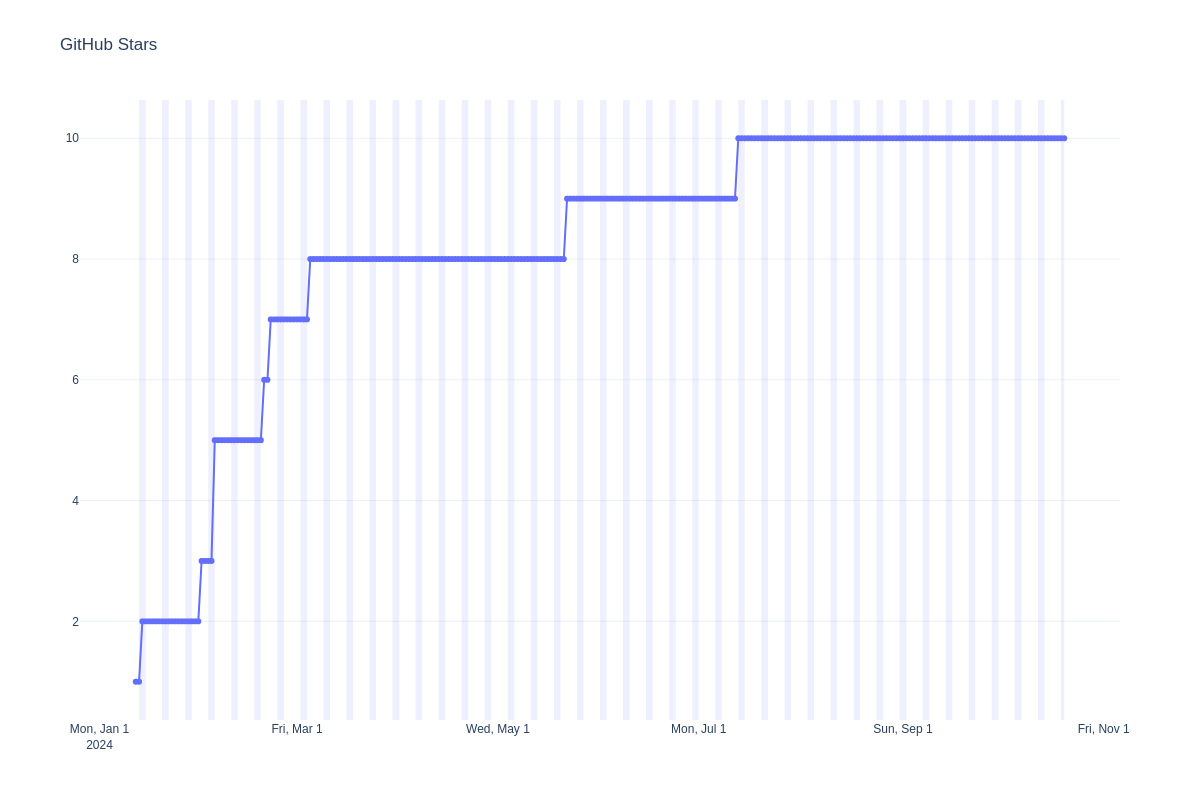 GitHub Stars
10
8
6
4
2
Mon, Jan 1
2024
Fri, Mar 1
Wed, May 1
Mon, Jul 1
Sun, Sep 1
Fri, Nov 1